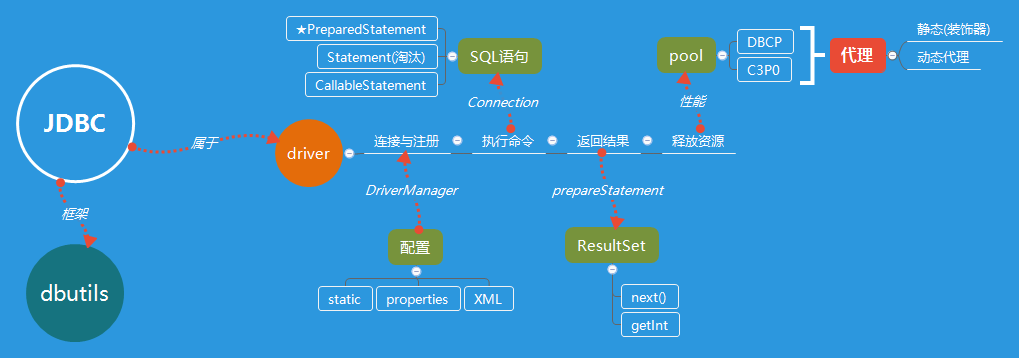 ★PreparedStatement
Statement(淘汰)
CallableStatement
SQL语句
pool
DBCP
C3P0
代理
静态(装饰器)
动态代理
Connection
性能
JDBC
属于
driver
连接与注册
执行命令
返回结果
释放资源
DriverManager
prepareStatement
框架
配置
ResultSet
dbutils
static
properties
XML
next()
getInt